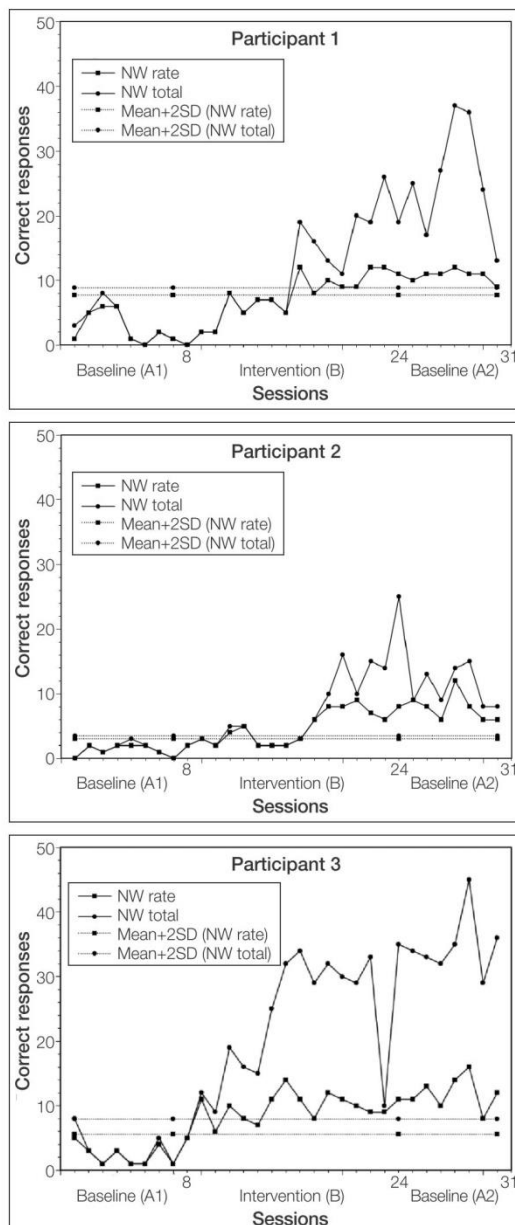 Participant 1
50
40
30
20
10
0
Correct responses
NW rate
NW total
Mean+2SD (NW rate)
Mean+2SD (NW total)
8 24 31
Baseline (A1) Intervention (B) Baseline (A2)
Sessions
Participant 2
50
40
30
20
10
0
Correct responses
NW rate
NW total
Mean+2SD (NW rate)
Mean+2SD (NW total)
8 24 31
Baseline (A1) Intervention (B) Baseline (A2)
Sessions
Participant 3
50
40
30
20
10
0
Correct responses
NW rate
NW total
Mean+2SD (NW rate)
Mean+2SD (NW total)
8 24 31
Baseline (A1) Intervention (B) Baseline (A2)
Sessions